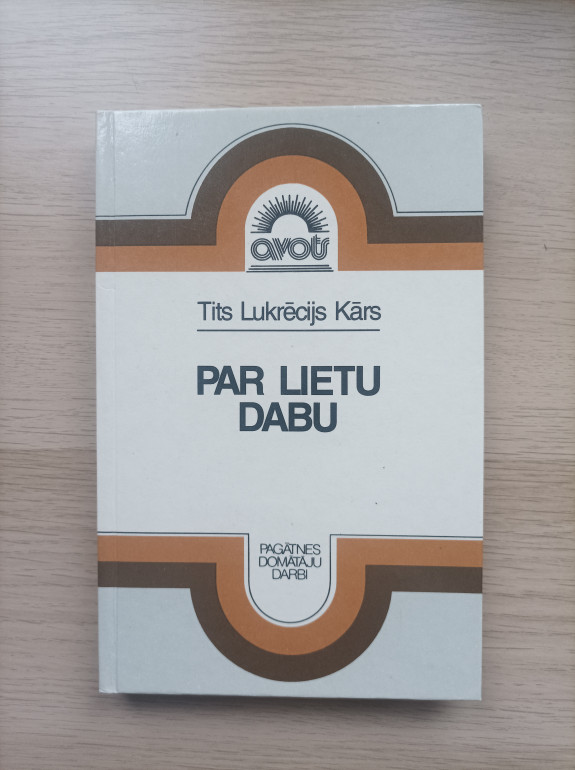 avots
Tits Lukrēcijs Kārs
PAR LIETU
DABU
PAGĀTNES
DOMĀTĀJU
DARBI